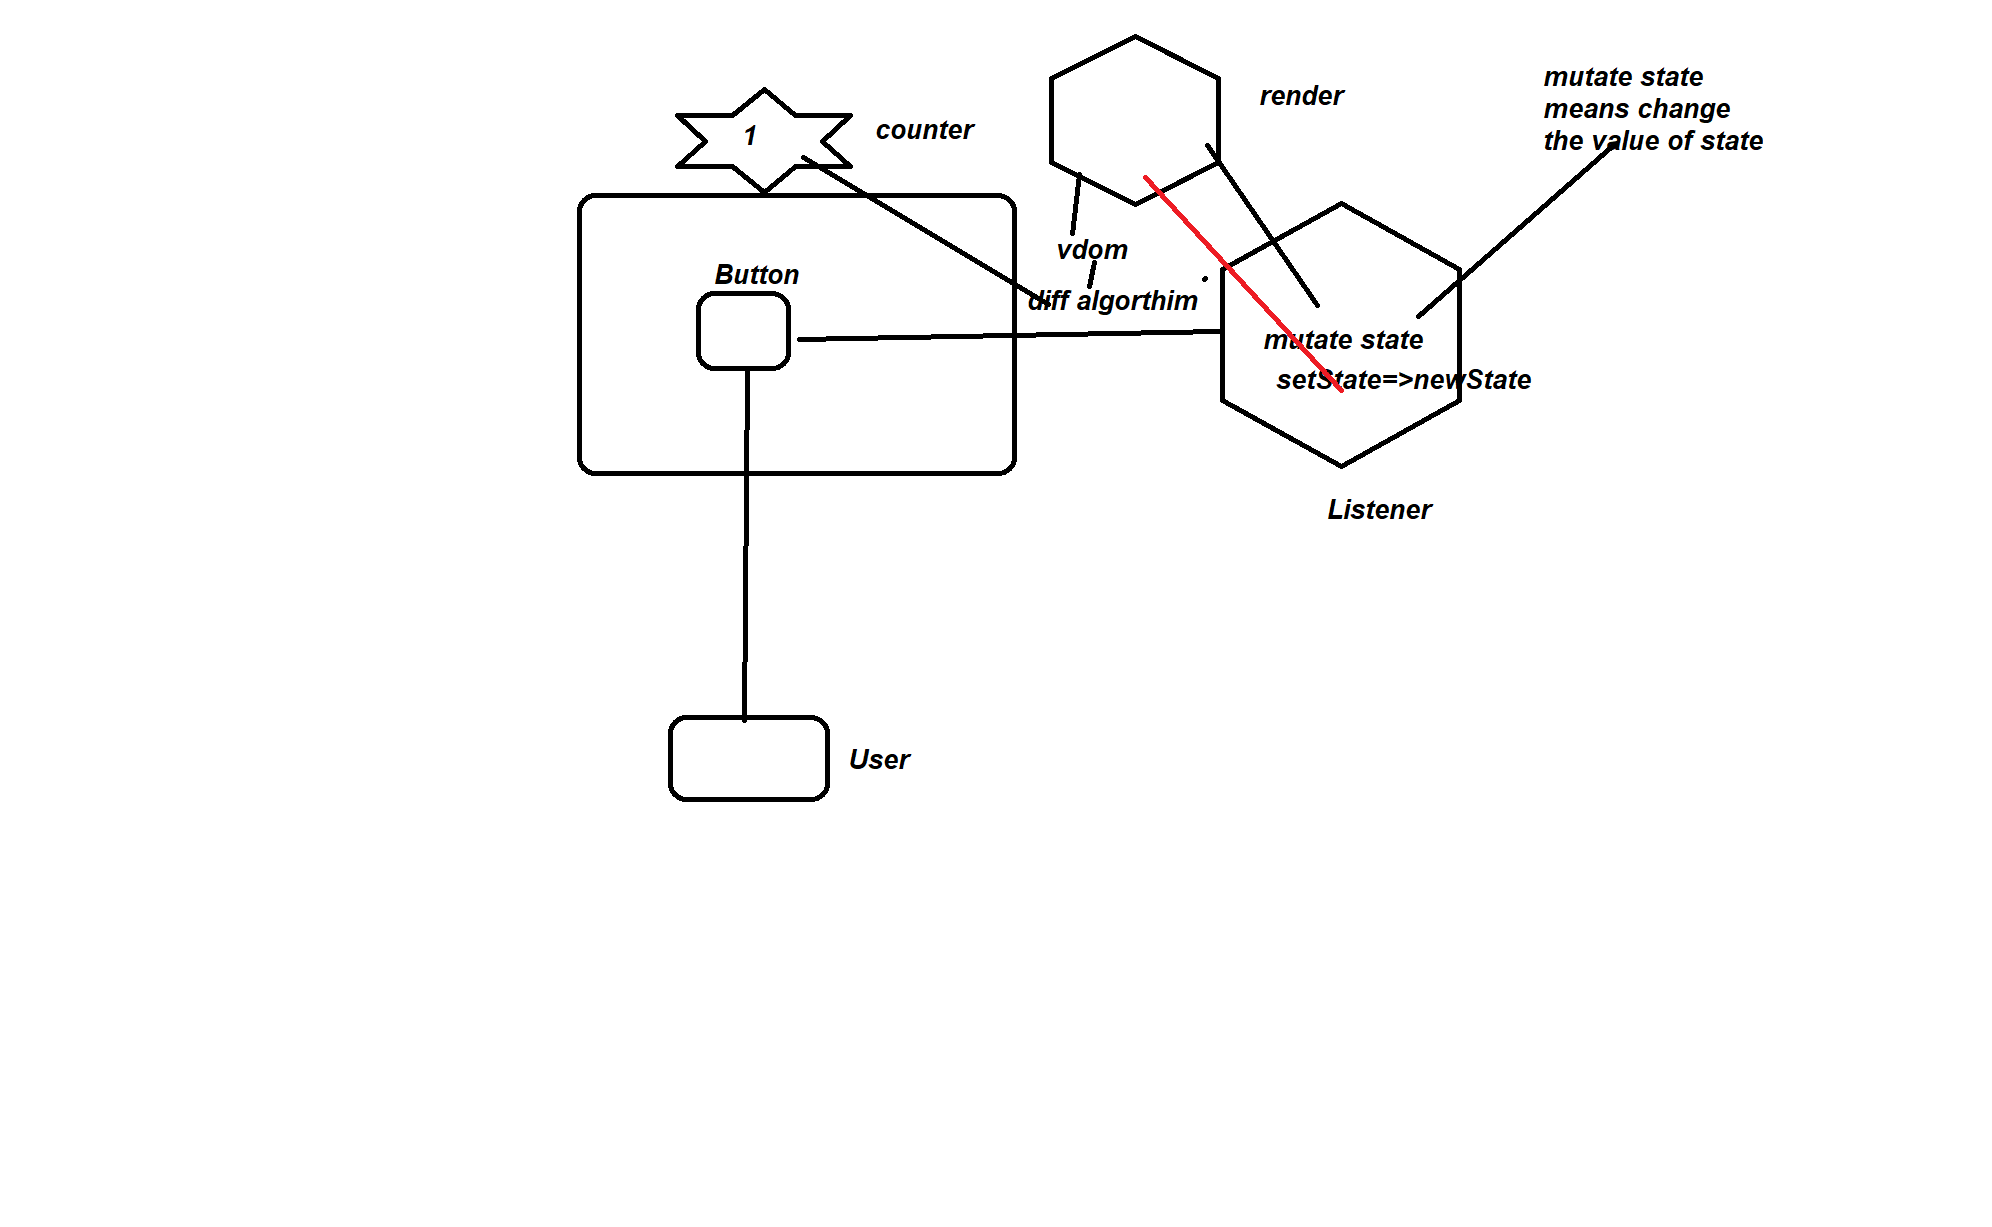 1
counter
render
mutate state
means change
the value of state
vdom
Button
diff algorthim
mutate state
setState=>newState
Listener
User